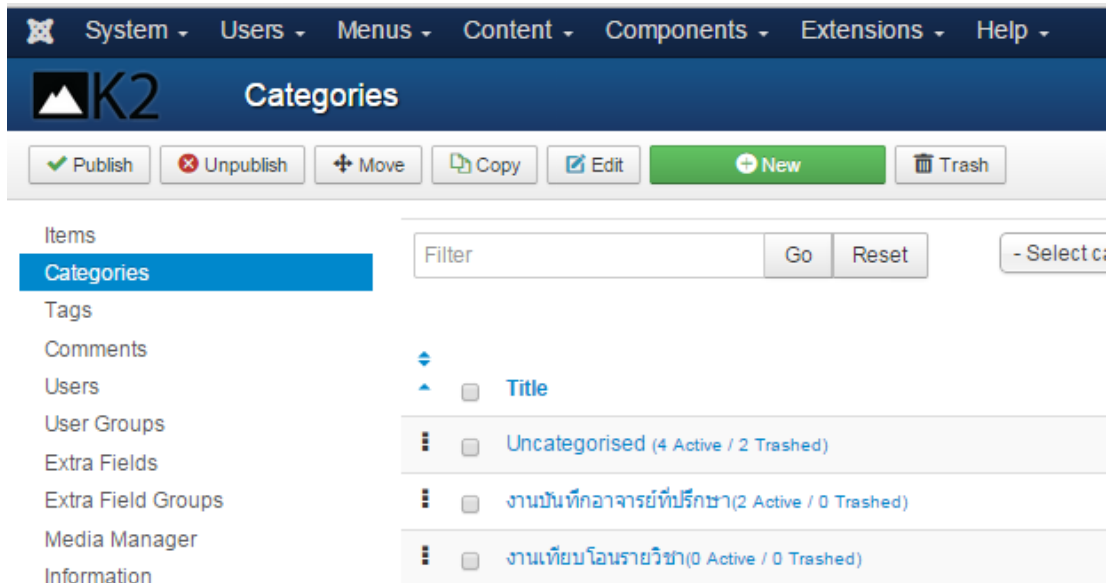 System Users Menus Content Components Extensions Help
K2 Categories
Publish Unpublish Move Copy Edit New Trash
Items
Filter Go Reset - Select ca
Categories
Tags
Comments
Title
Users
User Groups
Uncategorised (4 Active / 2 Trashed)
Extra Fields
Extra Field Groups
งานบันทึกอาจารย์ที่ปรึกษา(2 Active / 0 Trashed)
Media Manager
งานเทียบโอนรายวิชา(0 Active / 0 Trashed)
Information